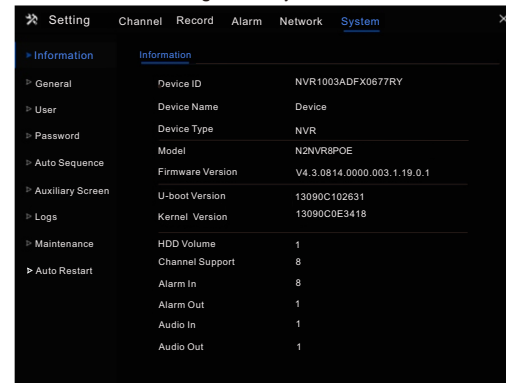 Setting Channel Record Alarm Network System ×
Information Information
General Device ID NVR1003ADFX0677RY
User Device Name Device
Password Device Type NVR
Model N2NVR8POE
Auto Sequence Firmware Version V4.3.0814.0000.003.1.19.0.1
Auxiliary Screen U-boot Version 13090C102631
Logs Kernel Version 13090C0E3418
Maintenance HDD Volume 1
Channel Support 8
Auto Restart Alarm In 8
Alarm Out 1
Audio In 1
Audio Out 1